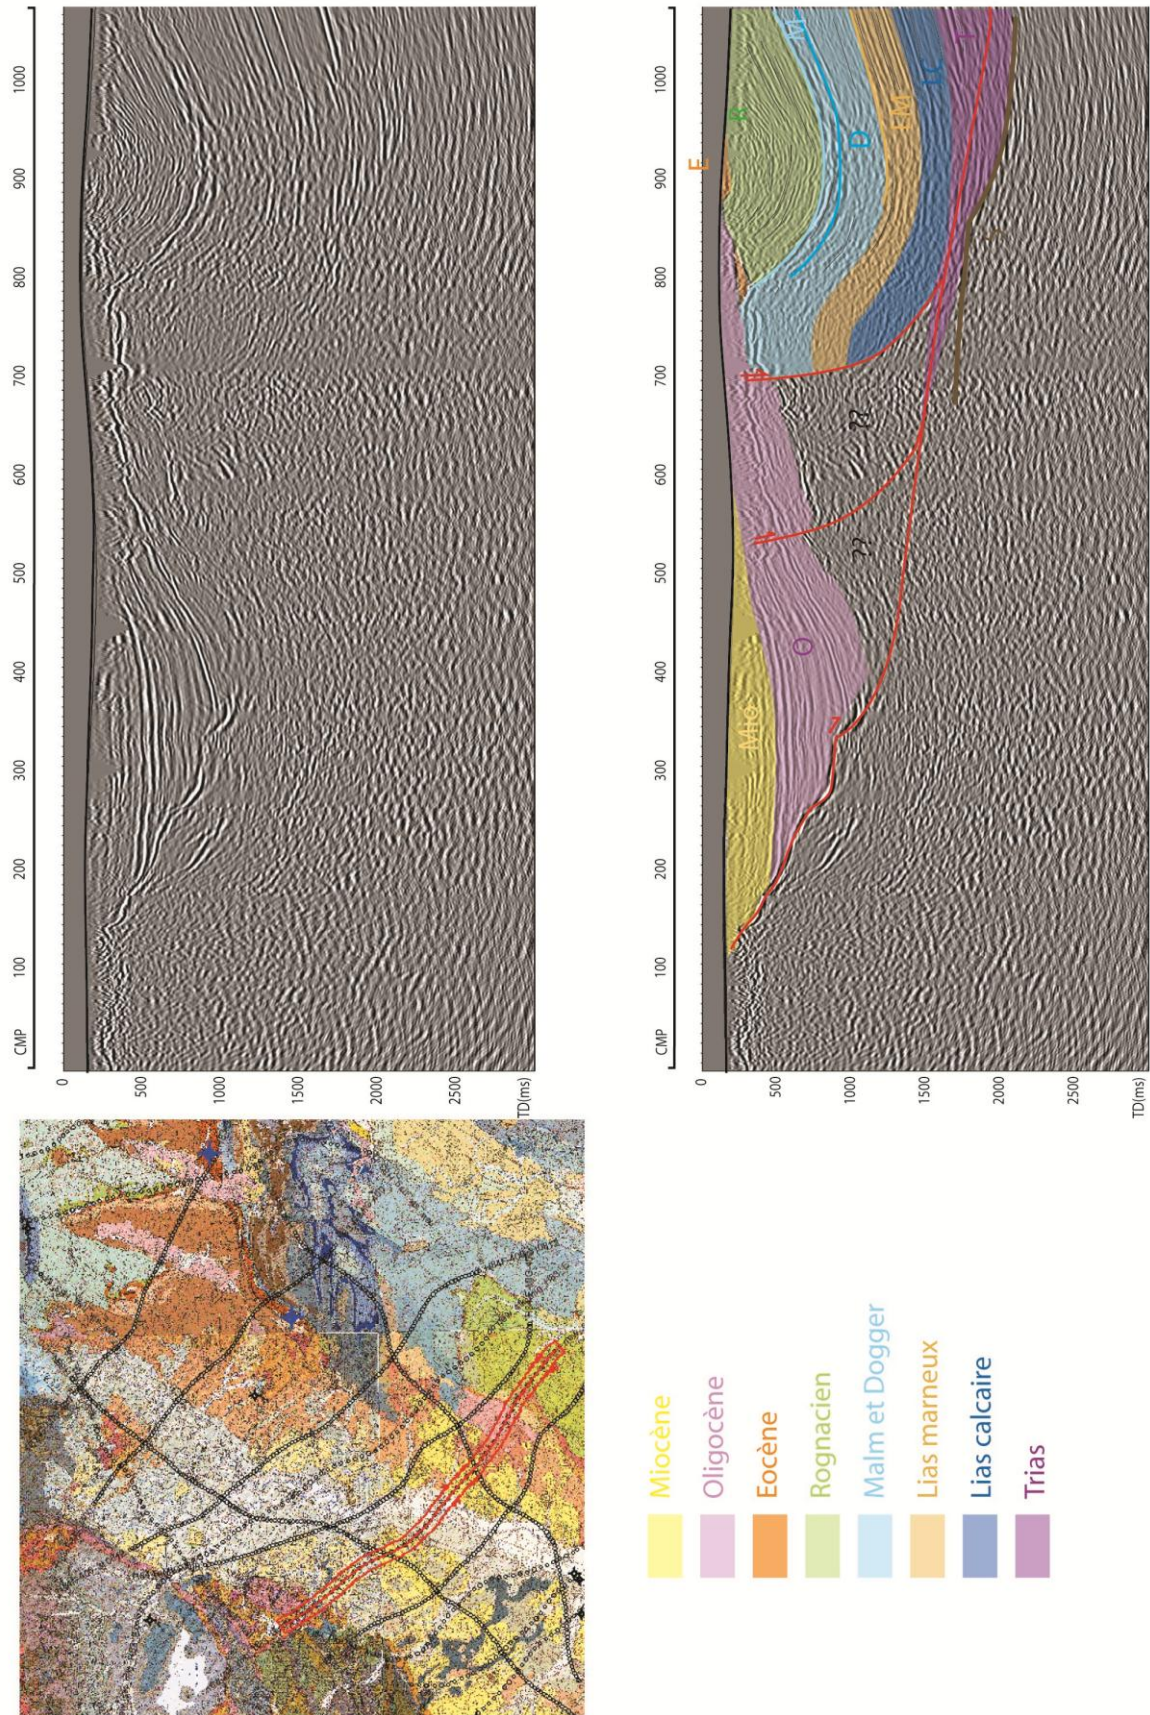 CMP 100 200 300 400 500 600 700 800 900 1000
0
500
1000
1500
2000
2500
TD(ms)
Miocène
Oligocène
Eocène
Rognacien
Malm et Dogger
Lias marneux
Lias calcaire
Trias
CMP 100 200 300 400 500 600 700 800 900 1000
0
500
1000
1500
2000
2500
TD(ms)
E
R
Mio
M
O
D
??
??
LM
LC
T